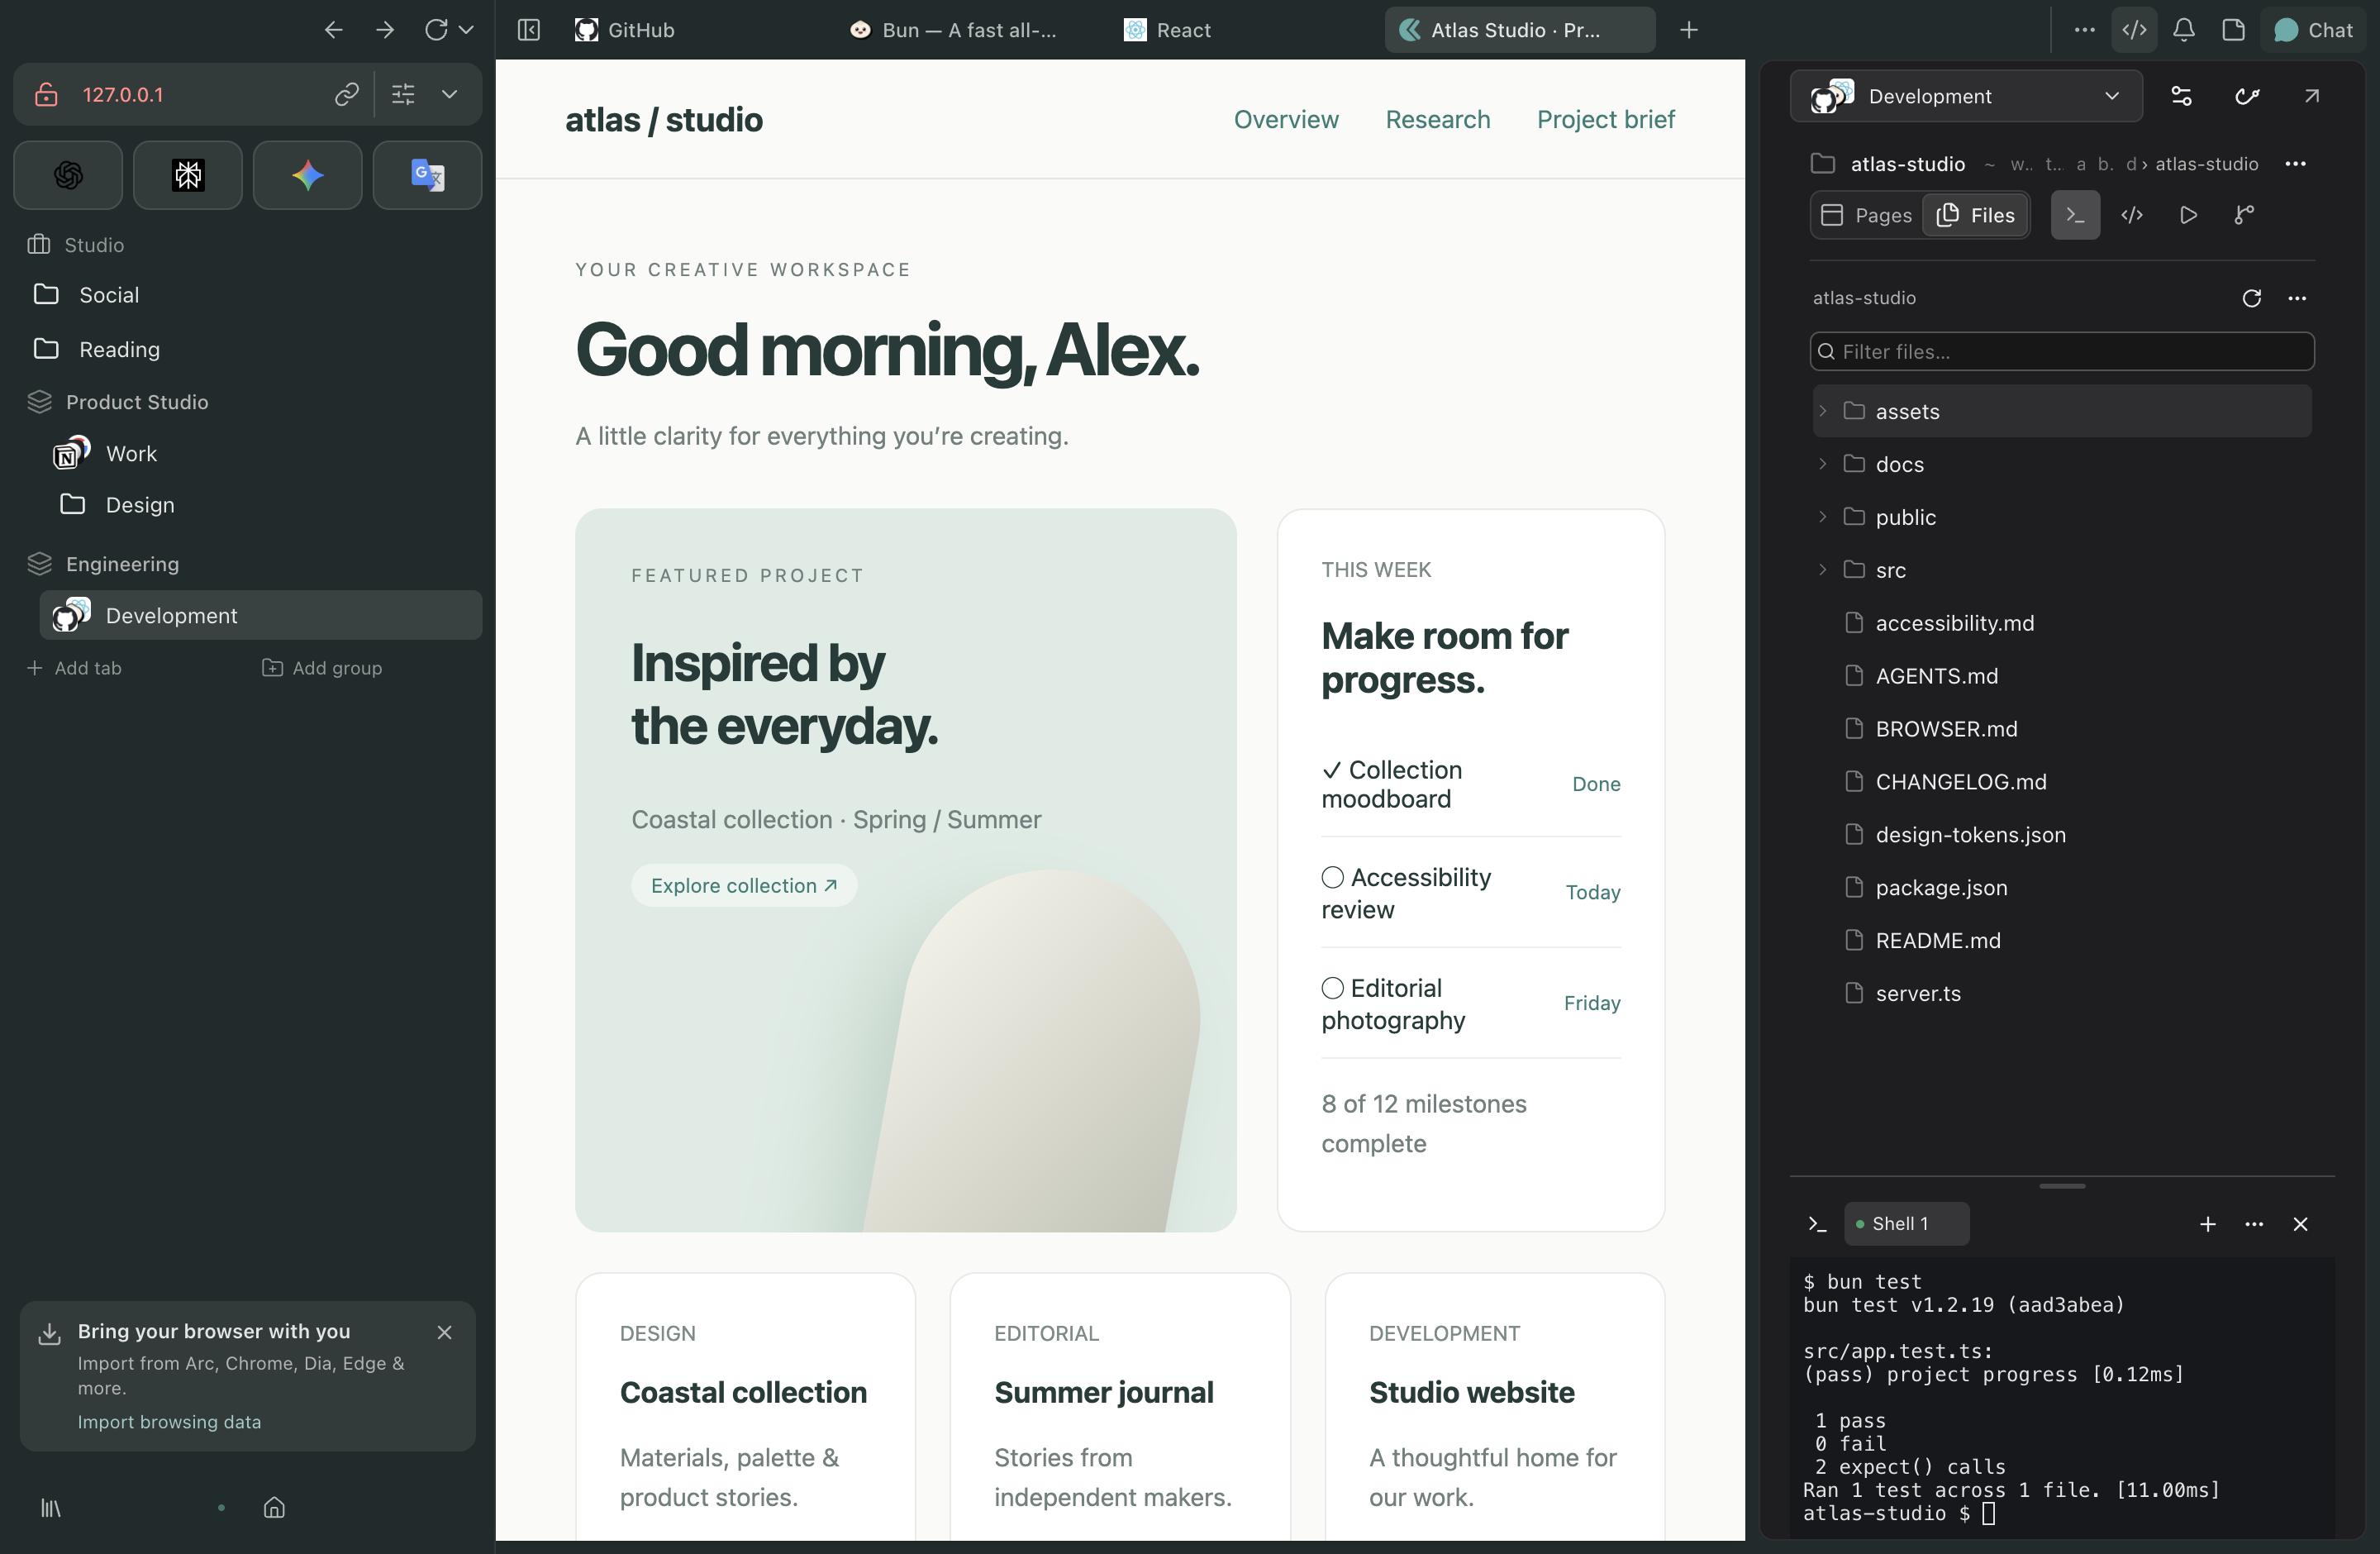 GitHub
Bun — A fast all-...
React
Atlas Studio · Pr...
Chat
127.0.0.1
Studio
Social
Reading
Product Studio
Work
Design
Engineering
Development
Add tab
Add group
Bring your browser with you
Import from Arc, Chrome, Dia, Edge &
more.
Import browsing data
atlas / studio
Overview
Research
Project brief
YOUR CREATIVE WORKSPACE
Good morning, Alex.
A little clarity for everything you’re creating.
FEATURED PROJECT
Inspired by
the everyday.
Coastal collection · Spring / Summer
Explore collection ↗
THIS WEEK
Make room for
progress.
✓ Collection
moodboard
Done
○ Accessibility
review
Today
○ Editorial
photography
Friday
8 of 12 milestones
complete
DESIGN
Coastal collection
Materials, palette &
product stories.
EDITORIAL
Summer journal
Stories from
independent makers.
DEVELOPMENT
Studio website
A thoughtful home for
our work.
Development
atlas-studio ~ w.. t... a b. d › atlas-studio
Pages
Files
atlas-studio
Filter files...
assets
docs
public
src
accessibility.md
AGENTS.md
BROWSER.md
CHANGELOG.md
design-tokens.json
package.json
README.md
server.ts
Shell 1
$ bun test
bun test v1.2.19 (aad3abea)
src/app.test.ts:
(pass) project progress [0.12ms]
1 pass
0 fail
2 expect() calls
Ran 1 test across 1 file. [11.00ms]
atlas-studio $